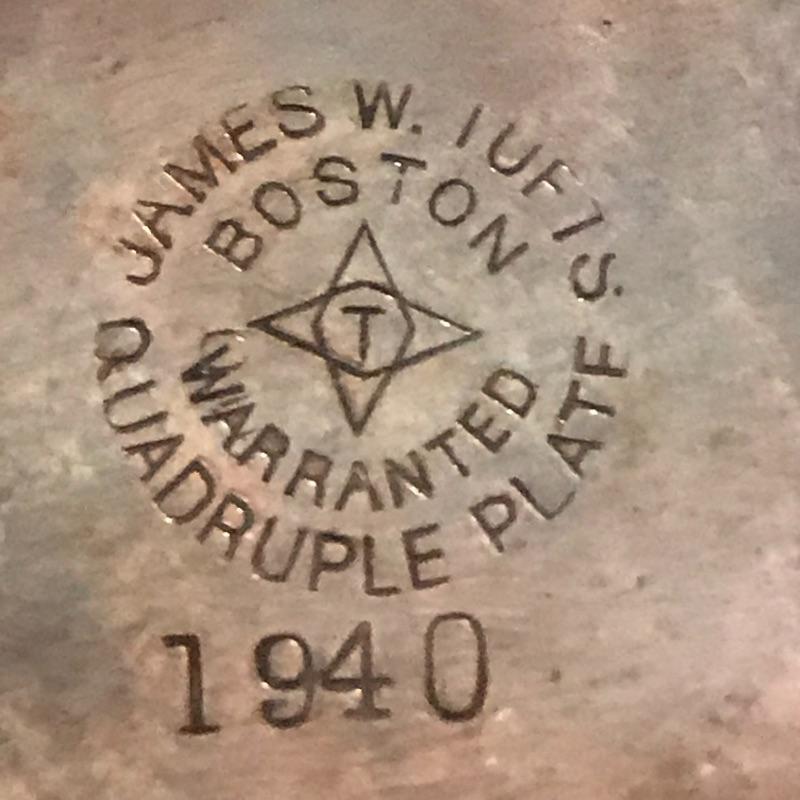 JAMES W. TUFTS.
BOSTON
T
WARRANTED
QUADRUPLE PLATE
1940